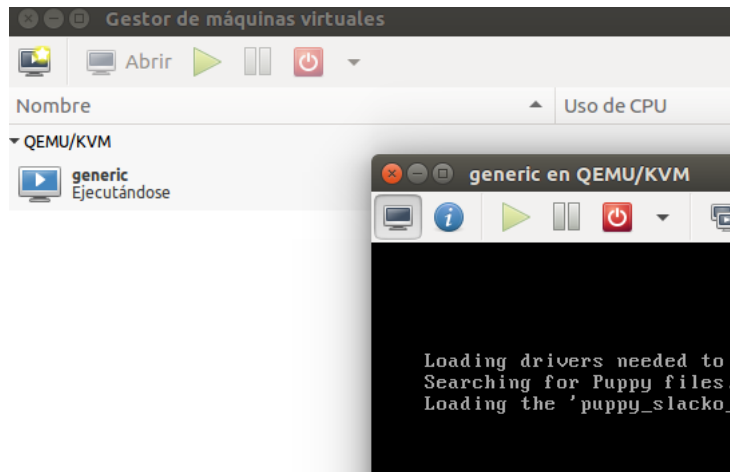 Gestor de máquinas virtuales
Abrir
Nombre Uso de CPU
QEMU/KVM
generic
Ejecutándose
generic en QEMU/KVM
Loading drivers needed to
Searching for Puppy files.
Loading the 'puppy_slacko_